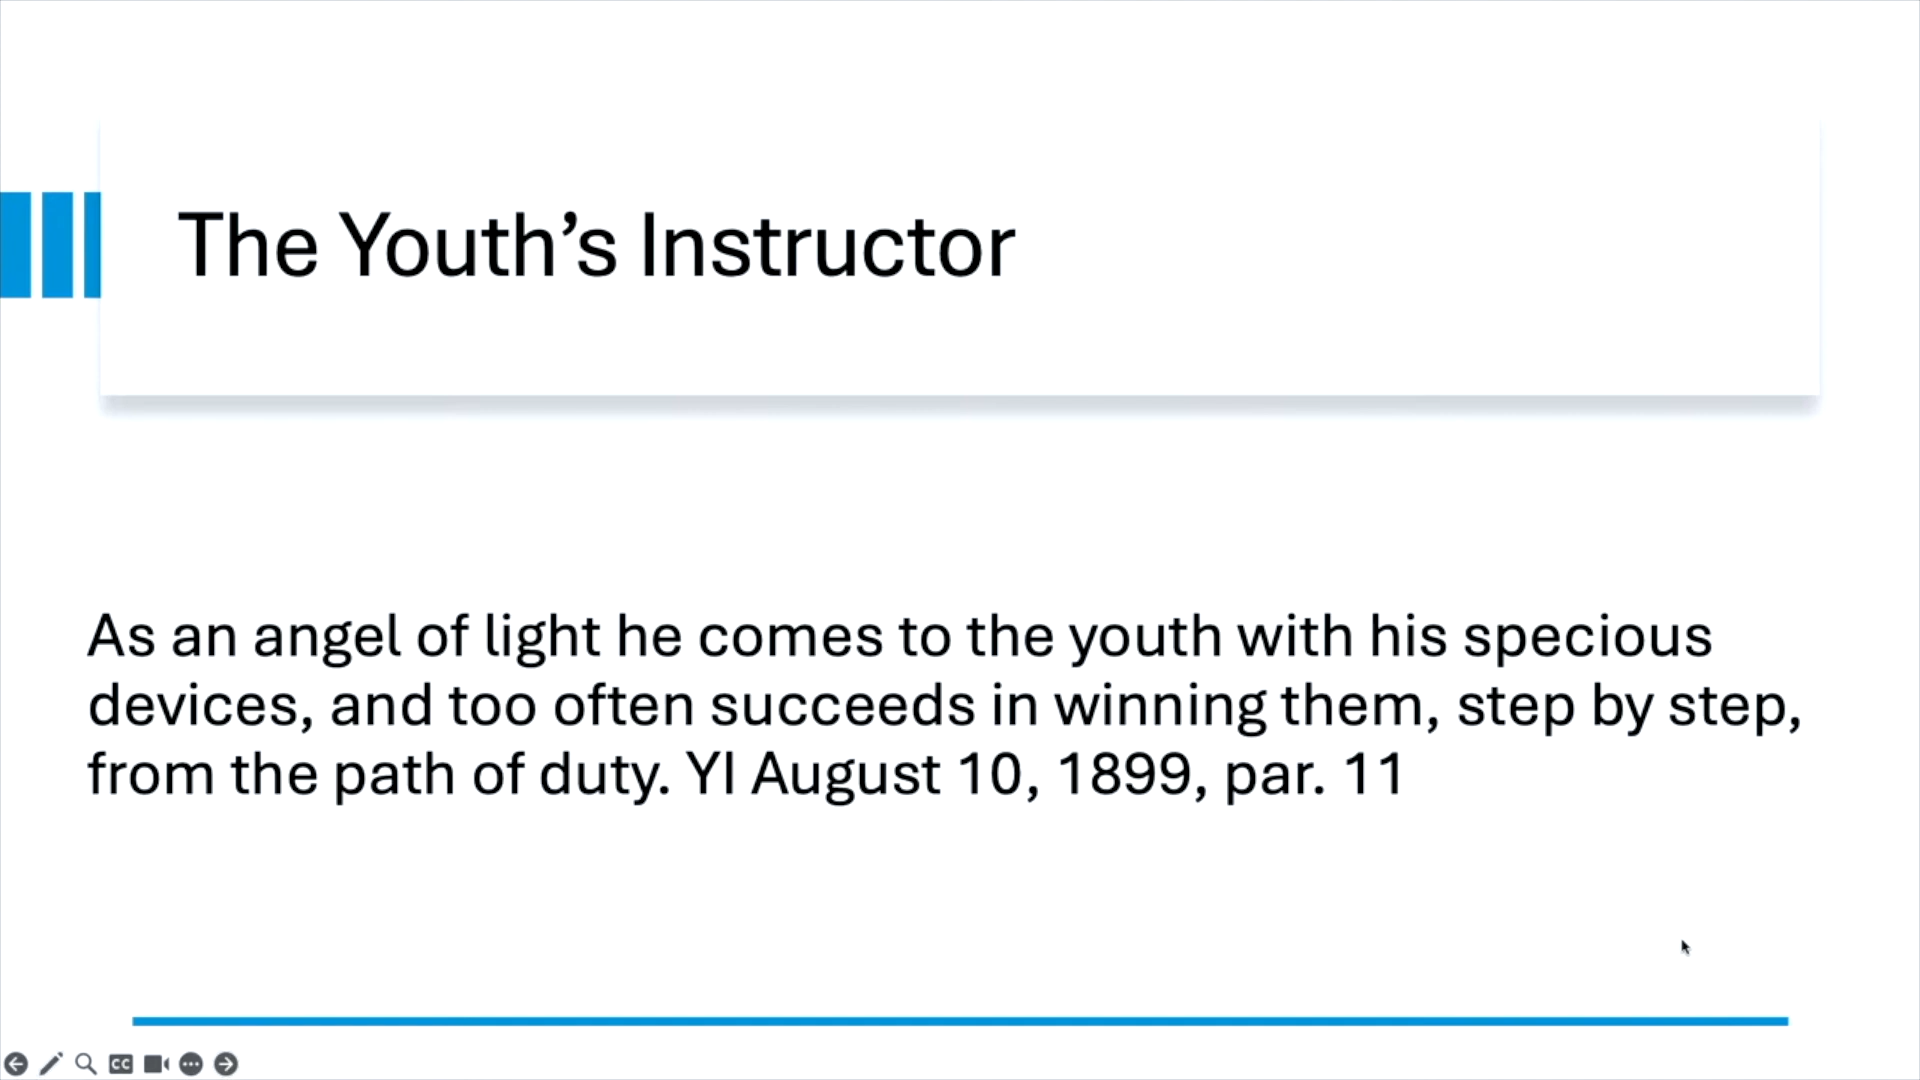 The Youth’s Instructor
As an angel of light he comes to the youth with his specious
devices, and too often succeeds in winning them, step by step,
from the path of duty. YI August 10, 1899, par. 11
CC